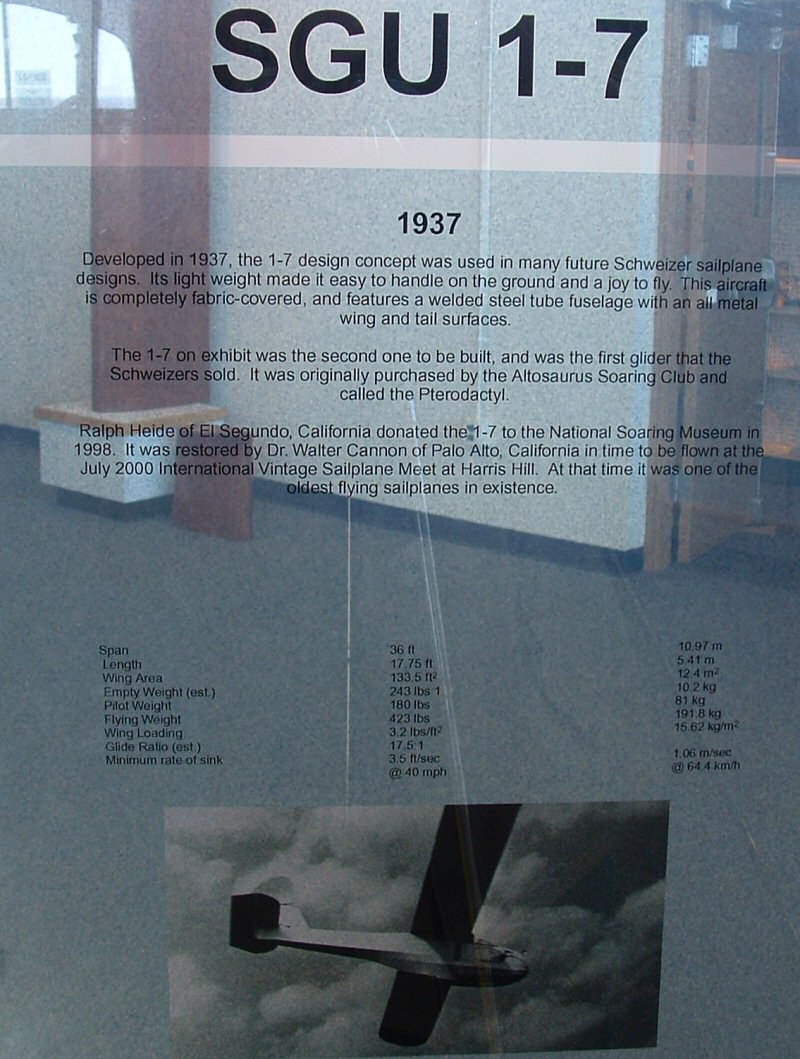 SGU 1-7
1937
Developed in 1937, the 1-7 design concept was used in many future Schweizer sailplane
designs. Its light weight made it easy to handle on the ground and a joy to fly. This aircraft
is completely fabric-covered, and features a welded steel tube fuselage with an all metal
wing and tail surfaces.
The 1-7 on exhibit was the second one to be built, and was the first glider that the
Schweizers sold. It was originally purchased by the Altosaurus Soaring Club and
called the Pterodactyl.
Ralph Heide of El Segundo, California donated the 1-7 to the National Soaring Museum in
1998. It was restored by Dr. Walter Cannon of Palo Alto, California in time to be flown at the
July 2000 International Vintage Sailplane Meet at Harris Hill. At that time it was one of the
oldest flying sailplanes in existence.
Span 36 ft 10.97 m
Length 17.75 ft 5.41 m
Wing Area 133.5 ft² 12.4 m²
Empty Weight (est.) 243 lbs 1 10.2 kg
Pilot Weight 180 lbs 81 kg
Flying Weight 423 lbs 191.8 kg
Wing Loading 3.2 lbs/ft² 15.62 kg/m²
Glide Ratio (est.) 17.5:1
Minimum rate of sink 3.5 ft/sec 1.06 m/sec
@ 40 mph @ 64.4 km/h